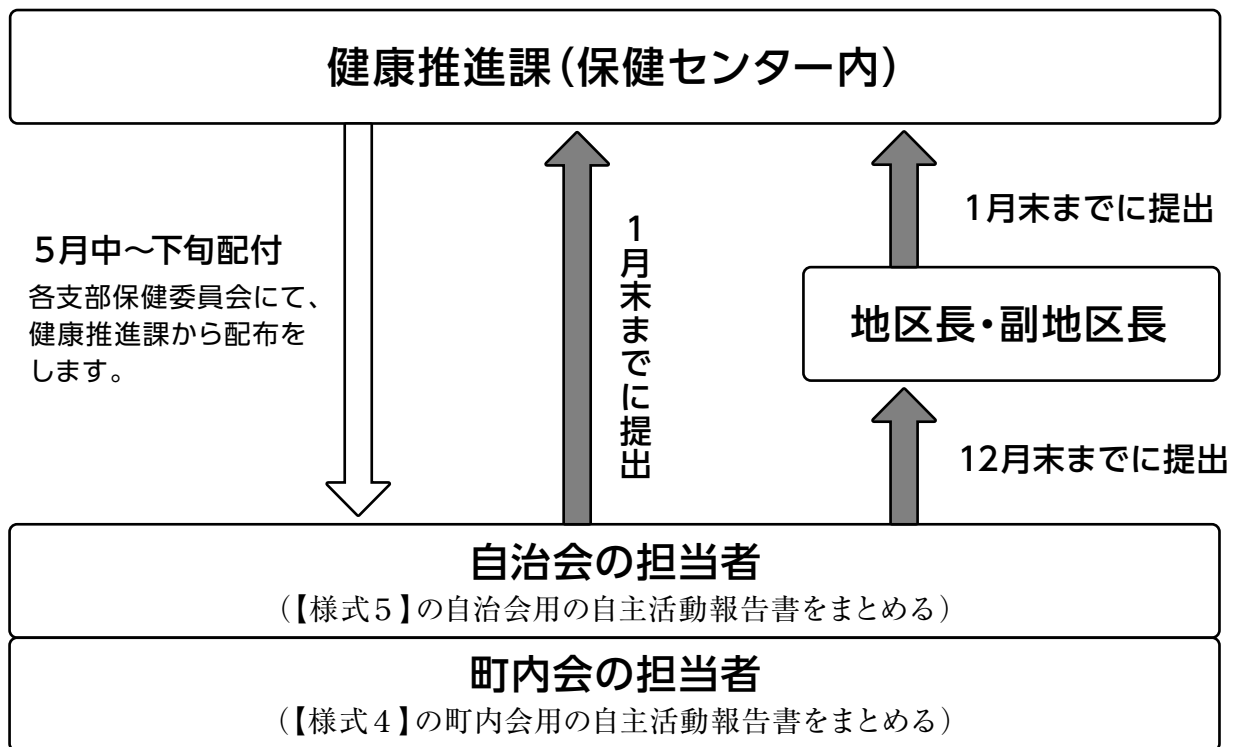 健康推進課(保健センター内)
5月中～下旬配付
各支部保健委員会にて、
健康推進課から配布を
します。
1月末までに提出
1月末までに提出
地区長・副地区長
12月末までに提出
自治会の担当者
(【様式5】の自治会用の自主活動報告書をまとめる)
町内会の担当者
(【様式4】の町内会用の自主活動報告書をまとめる)